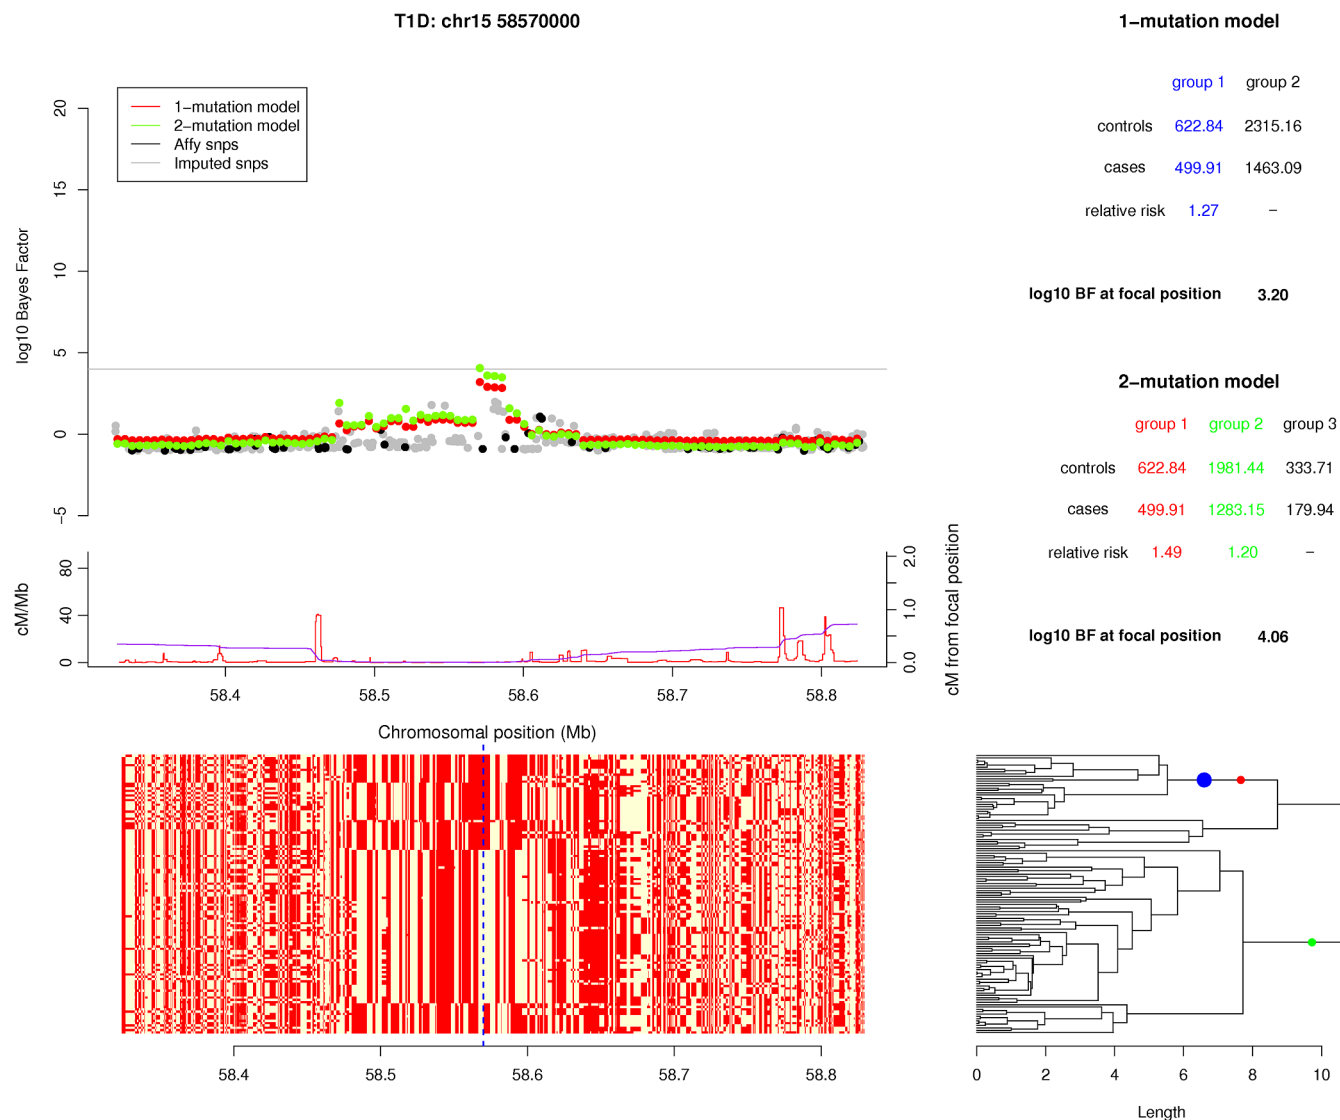 T1D: chr15 58570000
1−mutation model
2−mutation model
Affy snps
Imputed snps
log10 Bayes Factor
20
15
10
5
0
−5
cM/Mb
80
40
0
2.0
1.0
0.0
cM from focal position
58.4 58.5 58.6 58.7 58.8
Chromosomal position (Mb)
58.4 58.5 58.6 58.7 58.8
1−mutation model
group 1 group 2
controls 622.84 2315.16
cases 499.91 1463.09
relative risk 1.27 −
log10 BF at focal position 3.20
2−mutation model
group 1 group 2 group 3
controls 622.84 1981.44 333.71
cases 499.91 1283.15 179.94
relative risk 1.49 1.20 −
log10 BF at focal position 4.06
0 2 4 6 8 10
Length